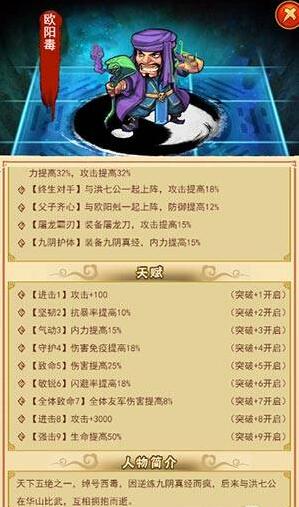 欧阳毒
力提高32%,攻击提高32%
【终生对手】与洪七公一起上阵,攻击提高18%
【父子齐心】与欧阳剋一起上阵,防御提高12%
【屠龙霸刃】装备屠龙刀,攻击提高15%
【九阴护体】装备九阴真经,内力提高15%
天赋
【进击1】攻击+100 (突破+1开启)
【坚韧2】抗暴率提高10% (突破+2开启)
【气动3】内力提高15% (突破+3开启)
【守护4】伤害免疫提高18% (突破+4开启)
【致命5】伤害提高25% (突破+5开启)
【敏锐6】闪避率提高18% (突破+6开启)
【全体致命7】全体友军伤害提高8% (突破+7开启)
【进击8】攻击+3000 (突破+8开启)
【强击9】生命提高50% (突破+9开启)
人物简介
天下五绝之一,绰号西毒,因逆练九阴真经而疯,后来与洪七公
在华山比武,互相拥抱而逝。